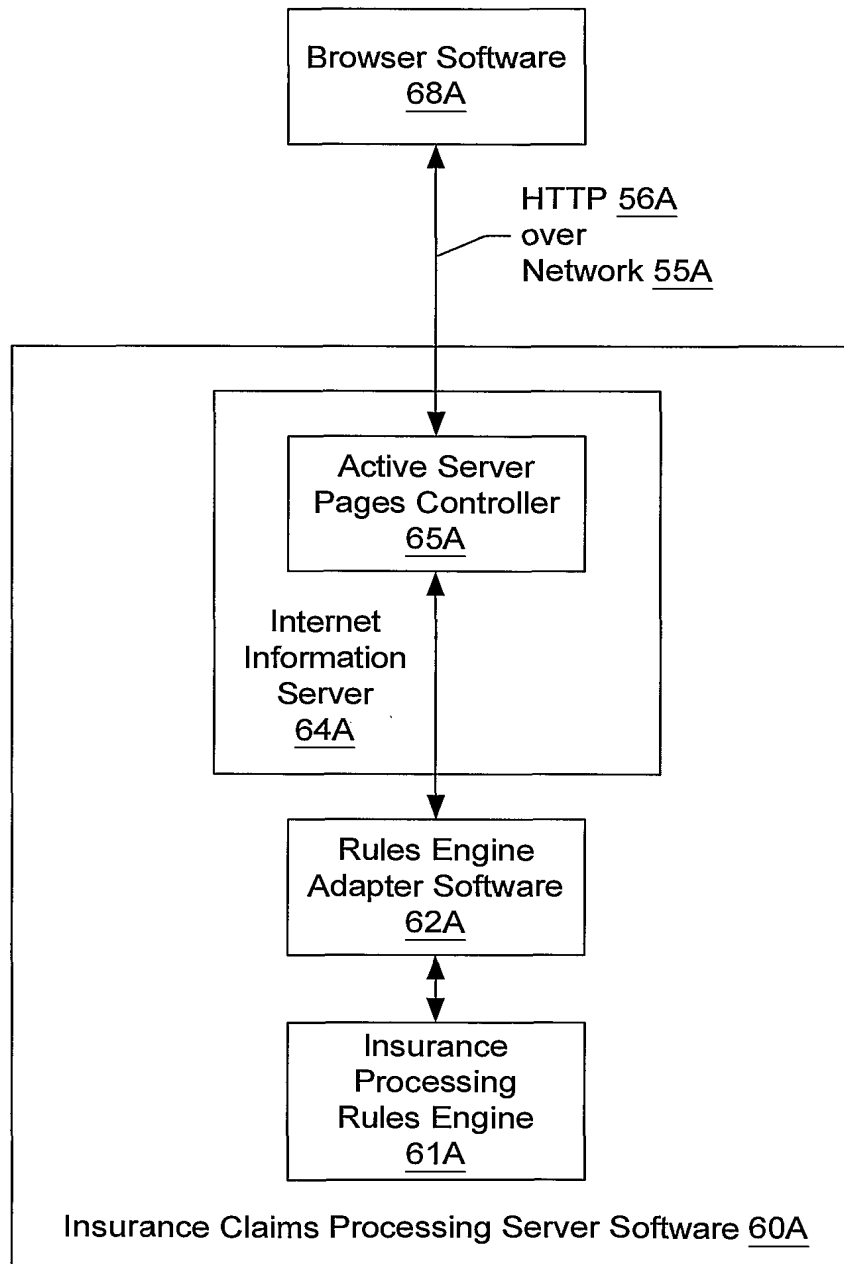 Browser Software
68A
HTTP 56A
over
Network 55A
Active Server
Pages Controller
65A
Internet
Information
Server
64A
Rules Engine
Adapter Software
62A
Insurance
Processing
Rules Engine
61A
Insurance Claims Processing Server Software 60A